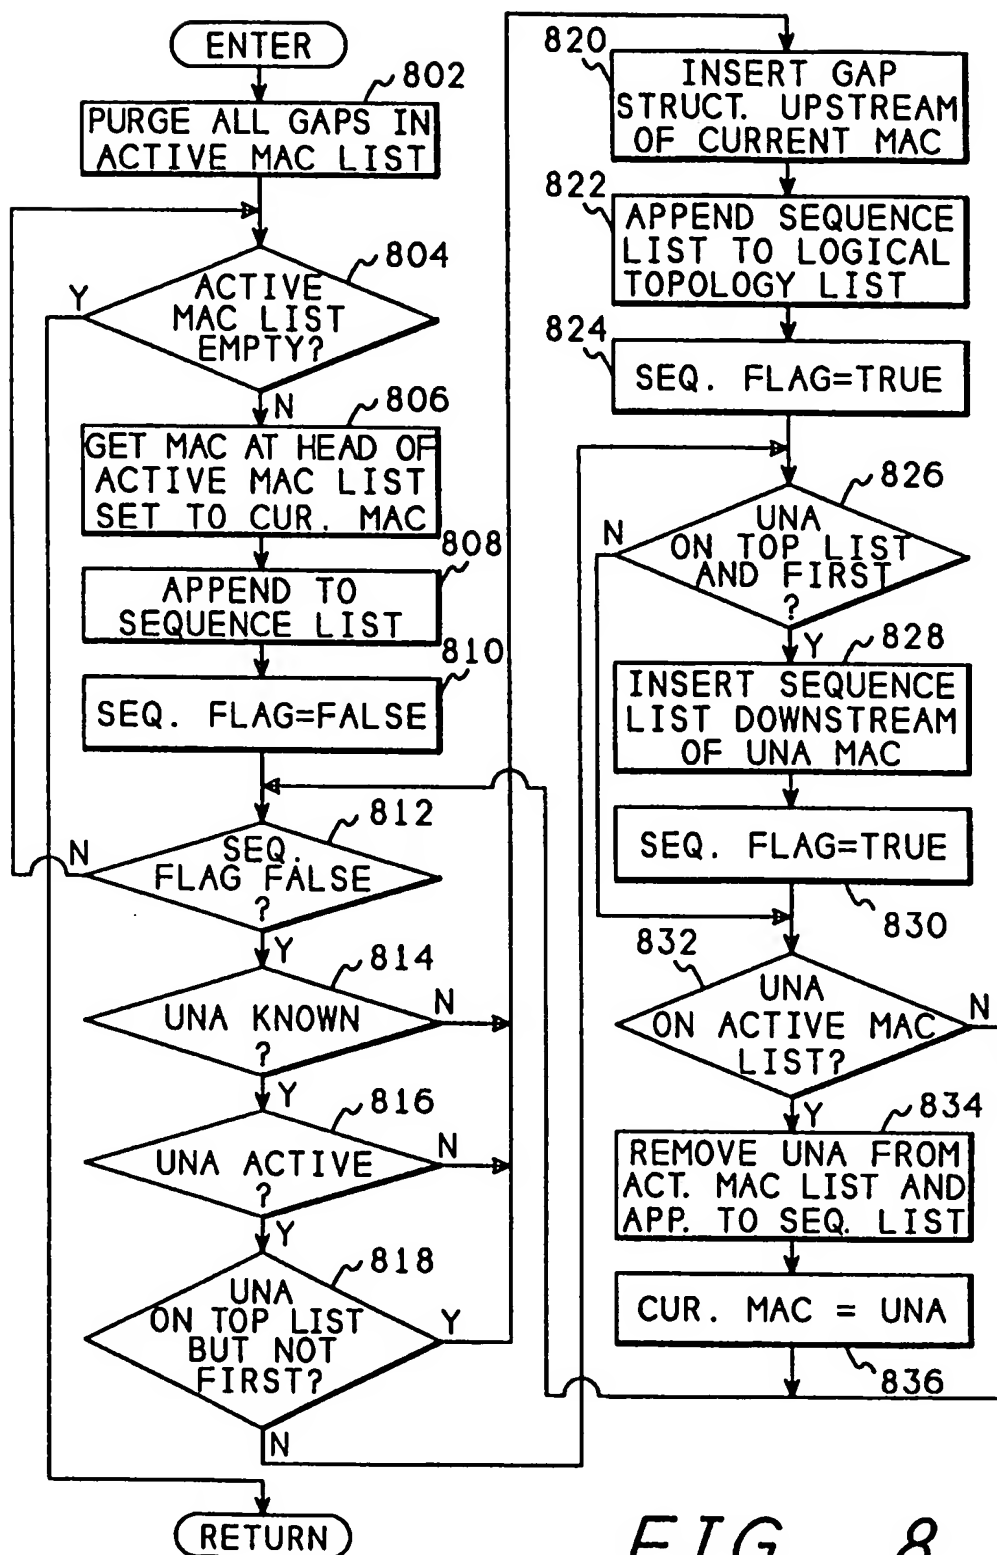 ENTER
802
PURGE ALL GAPS IN
ACTIVE MAC LIST
804
Y
ACTIVE
MAC LIST
EMPTY?
N
806
GET MAC AT HEAD OF
ACTIVE MAC LIST
SET TO CUR. MAC
808
APPEND TO
SEQUENCE LIST
810
SEQ. FLAG=FALSE
812
N
SEQ.
FLAG FALSE
?
Y
814
UNA KNOWN
?
N
Y
816
UNA ACTIVE
?
N
Y
818
UNA
ON TOP LIST
BUT NOT
FIRST?
Y
N
RETURN
820
INSERT GAP
STRUCT. UPSTREAM
OF CURRENT MAC
822
APPEND SEQUENCE
LIST TO LOGICAL
TOPOLOGY LIST
824
SEQ. FLAG=TRUE
826
N
UNA
ON TOP LIST
AND FIRST
?
Y
828
INSERT SEQUENCE
LIST DOWNSTREAM
OF UNA MAC
SEQ. FLAG=TRUE
830
832
UNA
ON ACTIVE MAC
LIST?
N
Y
834
REMOVE UNA FROM
ACT. MAC LIST AND
APP. TO SEQ. LIST
CUR. MAC = UNA
836
FIG. 8